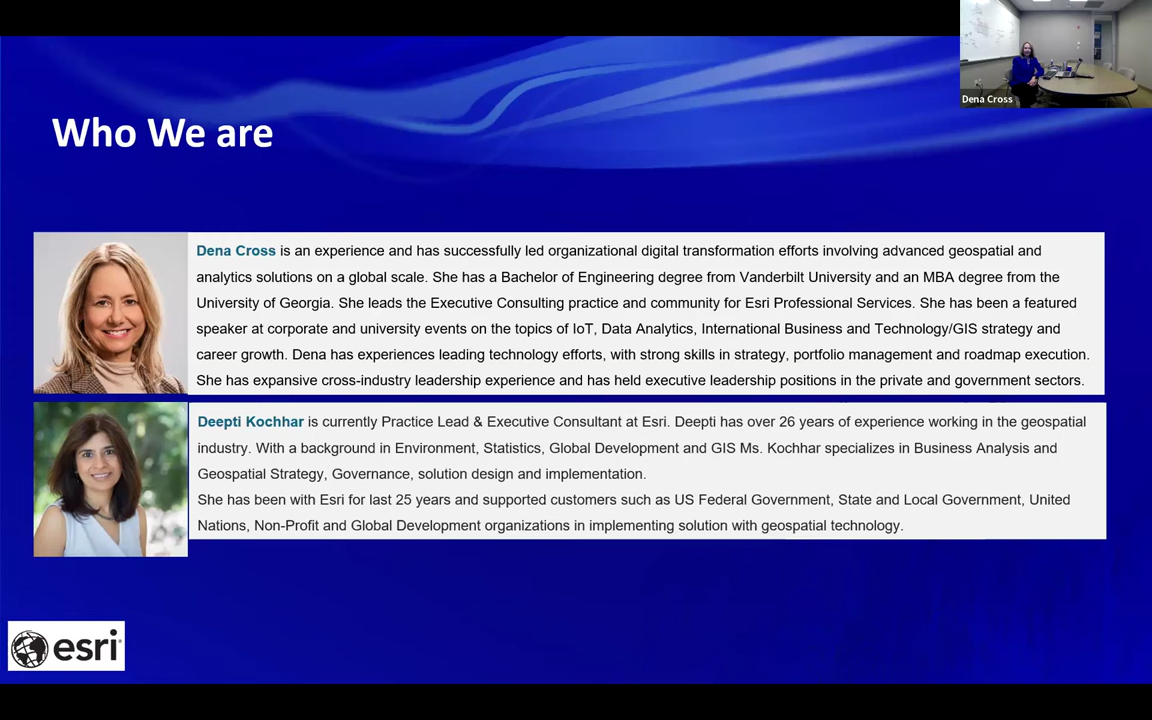 Dena Cross
Who We are
Dena Cross is an experience and has successfully led organizational digital transformation efforts involving advanced geospatial and
analytics solutions on a global scale. She has a Bachelor of Engineering degree from Vanderbilt University and an MBA degree from the
University of Georgia. She leads the Executive Consulting practice and community for Esri Professional Services. She has been a featured
speaker at corporate and university events on the topics of IoT, Data Analytics, International Business and Technology/GIS strategy and
career growth. Dena has experiences leading technology efforts, with strong skills in strategy, portfolio management and roadmap execution.
She has expansive cross-industry leadership experience and has held executive leadership positions in the private and government sectors.
Deepti Kochhar is currently Practice Lead & Executive Consultant at Esri. Deepti has over 26 years of experience working in the geospatial
industry. With a background in Environment, Statistics, Global Development and GIS Ms. Kochhar specializes in Business Analysis and
Geospatial Strategy, Governance, solution design and implementation.
She has been with Esri for last 25 years and supported customers such as US Federal Government, State and Local Government, United
Nations, Non-Profit and Global Development organizations in implementing solution with geospatial technology.
esri